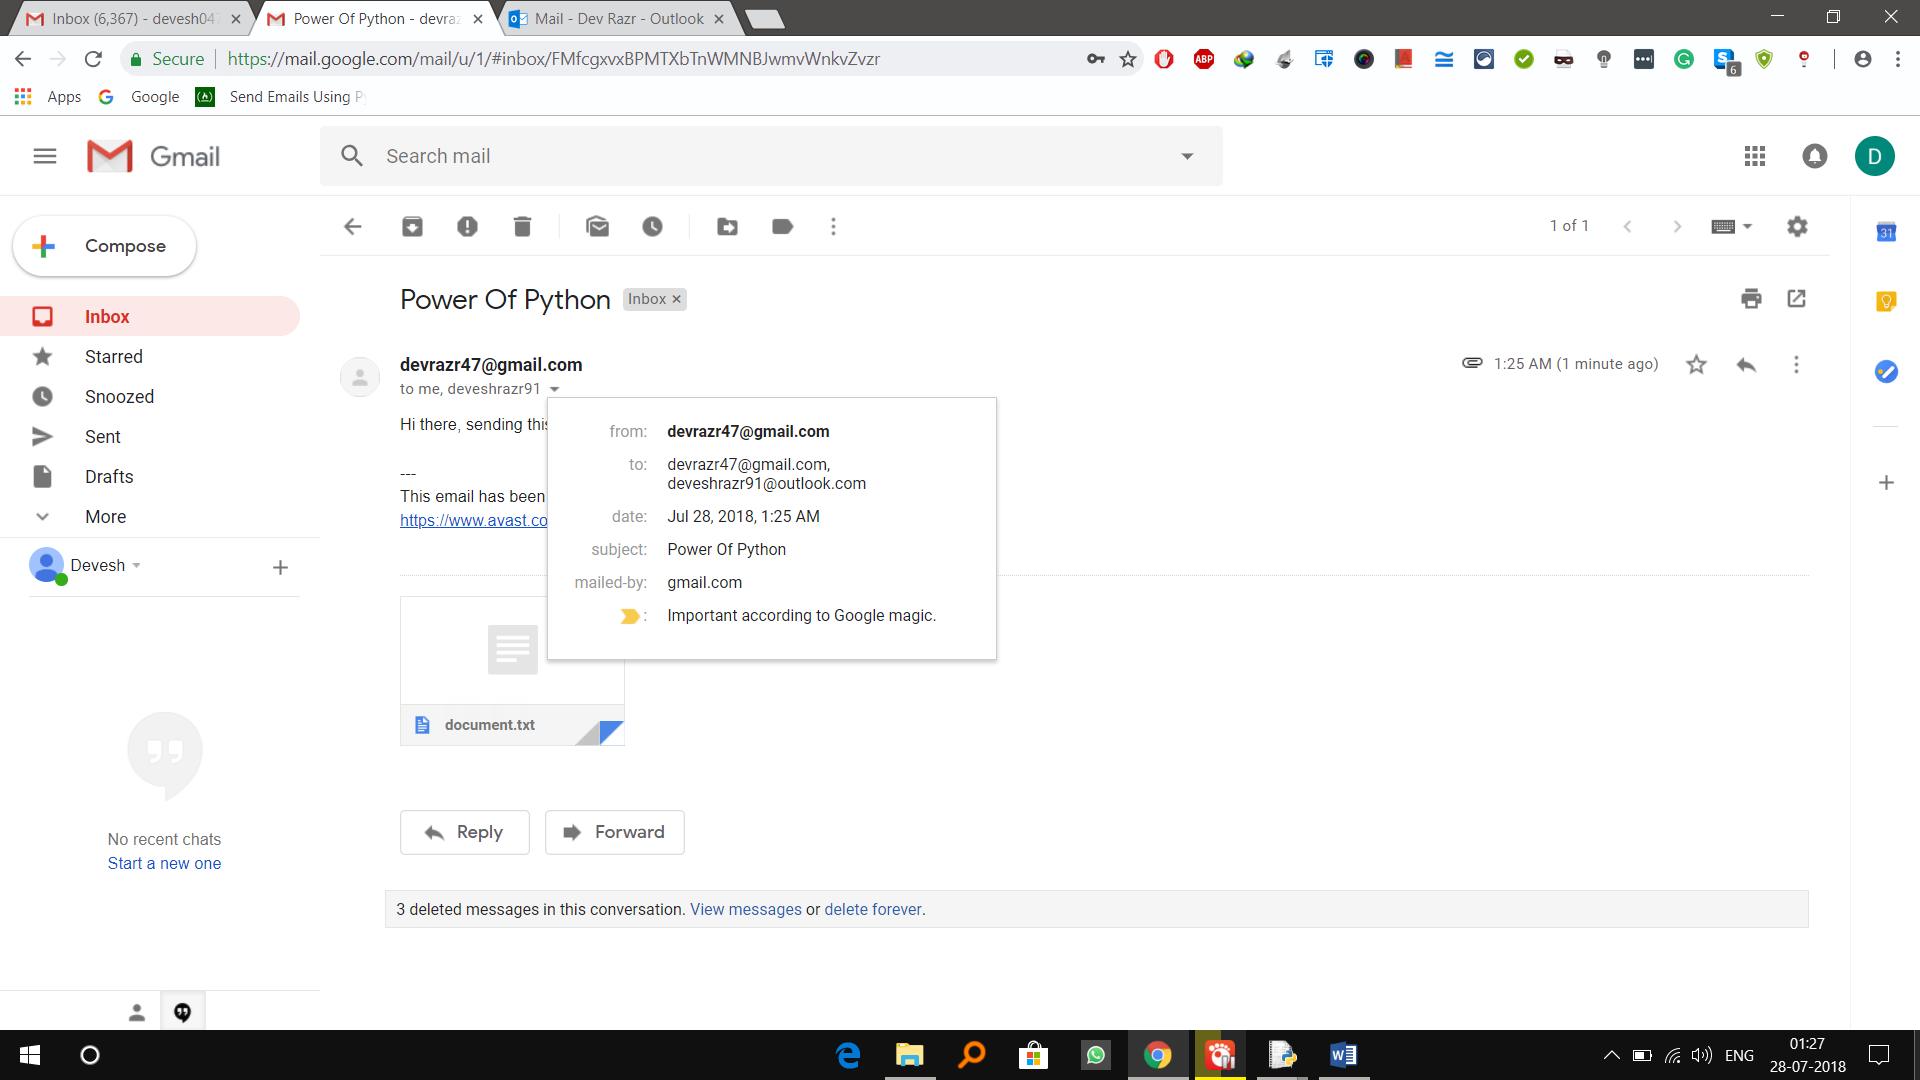 Inbox (6,367) - devesh047
Power Of Python - devraz
Mail - Dev Razr - Outlook
Secure
https://mail.google.com/mail/u/1/#inbox/FMfcgxvxBPMTXbTnWMNBJwmvWnkvZvzr
ABP
6
Apps
Google
Send Emails Using Py
Gmail
Search mail
D
Compose
1 of 1
31
Inbox
Starred
Snoozed
Sent
Drafts
More
Devesh
No recent chats
Start a new one
Power Of Python
Inbox
devrazr47@gmail.com
1:25 AM (1 minute ago)
to me, deveshrazr91
Hi there, sending this
---
This email has been
https://www.avast.co
from: devrazr47@gmail.com
to: devrazr47@gmail.com,
deveshrazr91@outlook.com
date: Jul 28, 2018, 1:25 AM
subject: Power Of Python
mailed-by: gmail.com
: Important according to Google magic.
document.txt
Reply
Forward
3 deleted messages in this conversation. View messages or delete forever.
ENG
01:27
28-07-2018